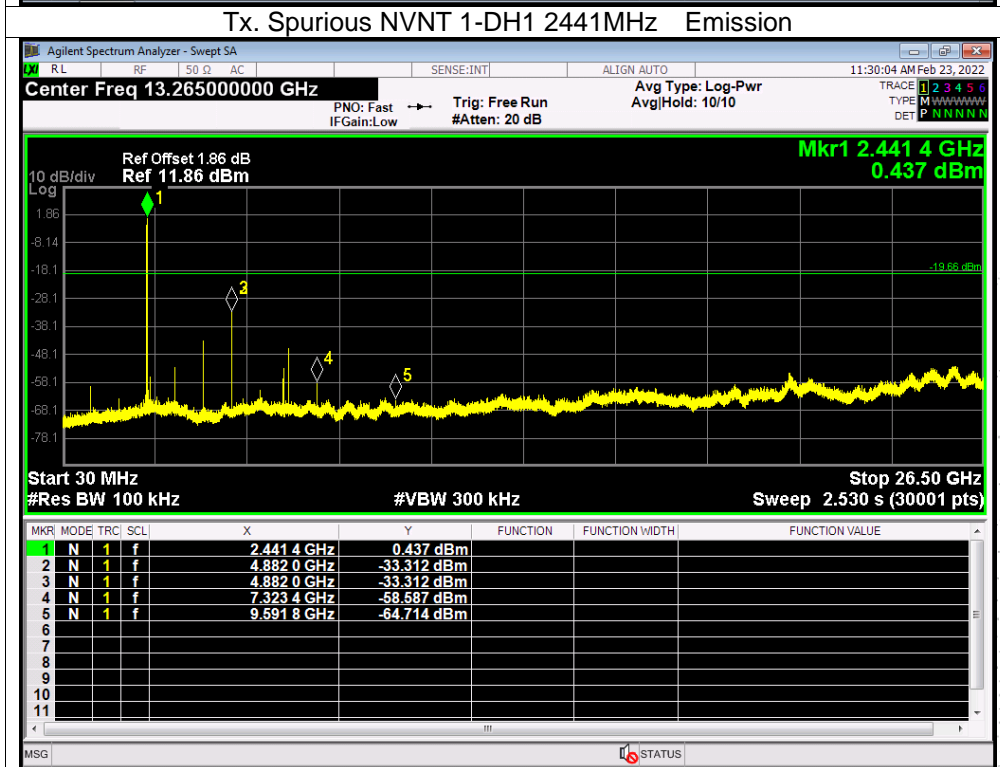 Tx. Spurious NVNT 1-DH1 2441MHz Emission
Agilent Spectrum Analyzer - Swept SA
LXI RL RF 50 Ω AC SENSE:INT ALIGN AUTO 11:30:04 AM Feb 23, 2022
Center Freq 13.265000000 GHz
PNO: Fast
IFGain:Low
Trig: Free Run
#Atten: 20 dB
Avg Type: Log-Pwr
Avg|Hold: 10/10
TRACE 1 2 3 4 5 6
TYPE M WWWWW
DET P N N N N N
Mkr1 2.441 4 GHz
0.437 dBm
Ref Offset 1.86 dB
10 dB/div Ref 11.86 dBm
Log
1
1.86
-8.14
-18.1
-19.66 dBm
-28.1
3
-38.1
-48.1
4
-58.1
5
-68.1
-78.1
Start 30 MHz Stop 26.50 GHz
#Res BW 100 kHz #VBW 300 kHz Sweep 2.530 s (30001 pts)
MKR MODE TRC SCL X Y FUNCTION FUNCTION WIDTH FUNCTION VALUE
1 N 1 f 2.441 4 GHz 0.437 dBm
2 N 1 f 4.882 0 GHz -33.312 dBm
3 N 1 f 4.882 0 GHz -33.312 dBm
4 N 1 f 7.323 4 GHz -58.587 dBm
5 N 1 f 9.591 8 GHz -64.714 dBm
6
7
8
9
10
11
MSG STATUS